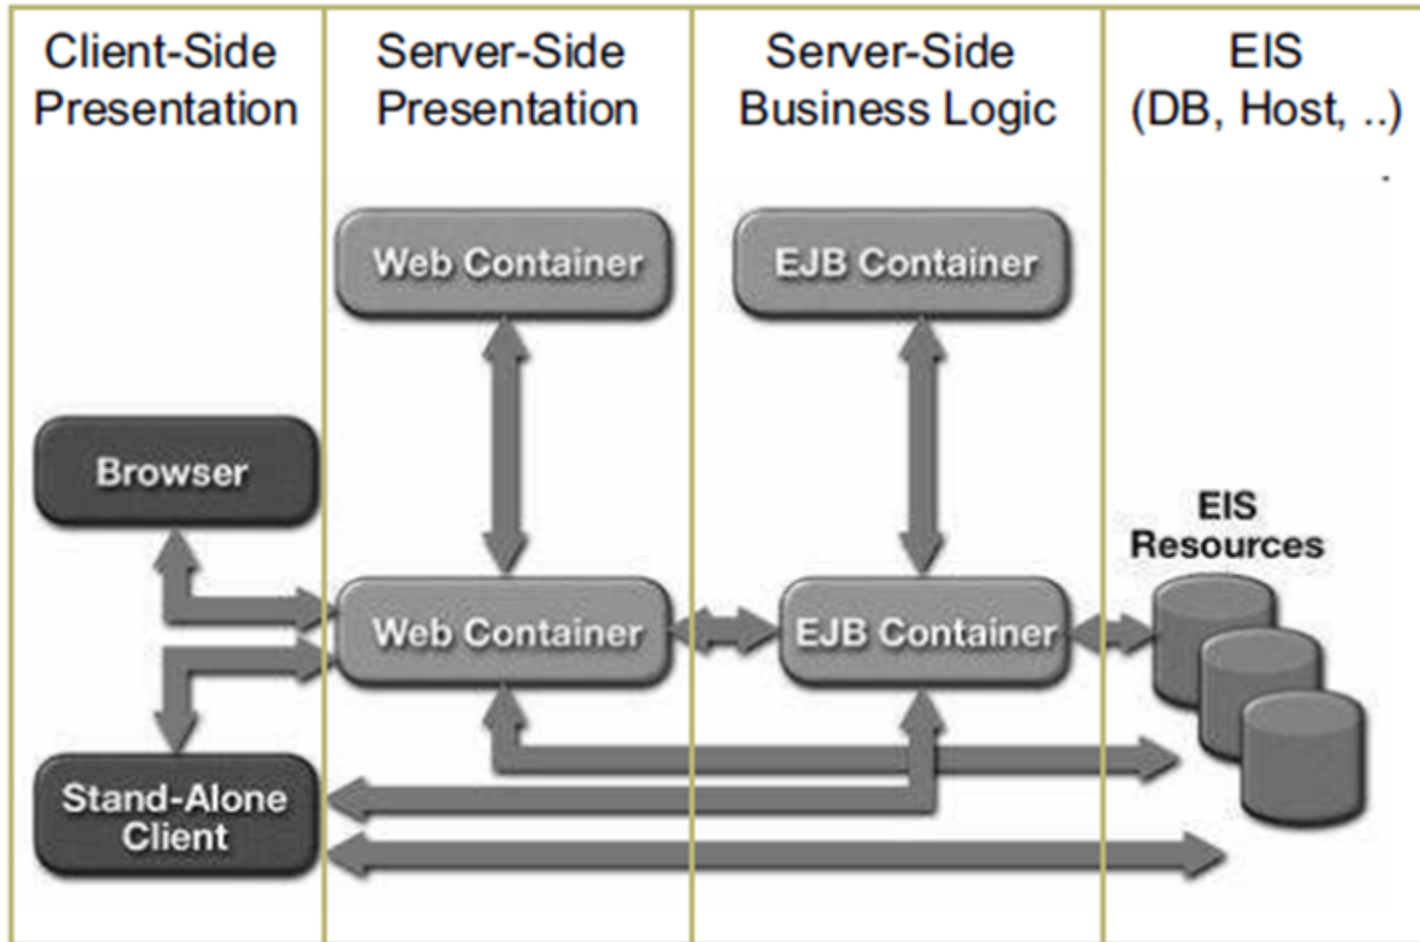 Client-Side
Presentation
Server-Side
Presentation
Server-Side
Business Logic
EIS
(DB, Host, ..)
Web Container
EJB Container
Browser
EIS
Resources
Web Container
EJB Container
Stand-Alone
Client